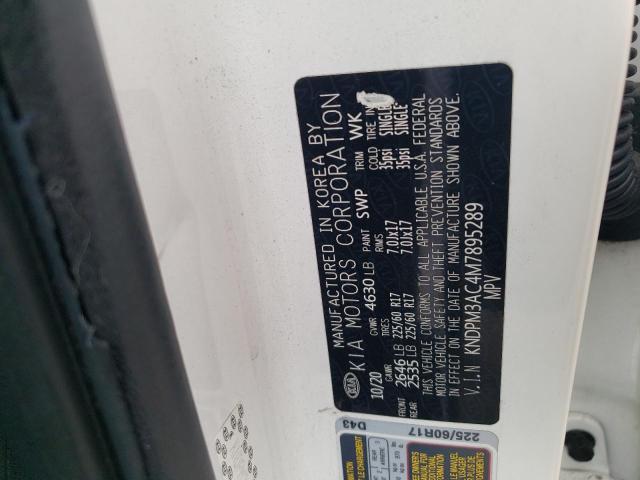 MANUFACTURED IN KOREA BY
KIA KIA MOTORS CORPORATION
10/20 GVWR 4630 LB PAINT SWP TRIM WK
GAWR TIRES RIMS COLD TIRE
FRONT 2646 LB 225/60 R17 7.0Jx17 35psi SINGLE
REAR 2535 LB 225/60 R17 7.0Jx17 35psi SINGLE
THIS VEHICLE CONFORMS TO ALL APPLICABLE U.S.A. FEDERAL
MOTOR VEHICLE SAFETY AND THEFT PREVENTION STANDARDS
IN EFFECT ON THE DATE OF MANUFACTURE SHOWN ABOVE.
V.I.N KNDPM3AC4M7895289
MPV
D43
225/60R17